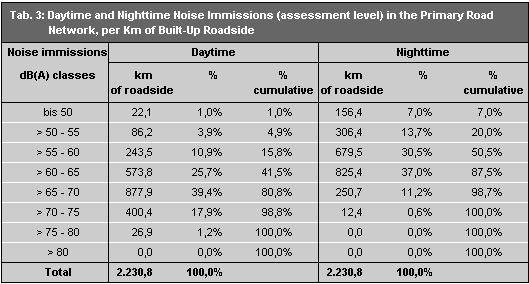 Tab. 3: Daytime and Nighttime Noise Immissions (assessment level) in the Primary Road
Network, per Km of Built-Up Roadside
Noise immissions Daytime Nighttime
dB(A) classes km % % km % %
of roadside cumulative of roadside cumulative
bis 50 22,1 1,0% 1,0% 156,4 7,0% 7,0%
> 50 - 55 86,2 3,9% 4,9% 306,4 13,7% 20,0%
> 55 - 60 243,5 10,9% 15,8% 679,5 30,5% 50,5%
> 60 - 65 573,8 25,7% 41,5% 825,4 37,0% 87,5%
> 65 - 70 877,9 39,4% 80,8% 250,7 11,2% 98,7%
> 70 - 75 400,4 17,9% 98,8% 12,4 0,6% 100,0%
> 75 - 80 26,9 1,2% 100,0% 0,0 0,0% 100,0%
> 80 0,0 0,0% 100,0% 0,0 0,0% 100,0%
Total 2.230,8 100,0% 2.230,8 100,0%